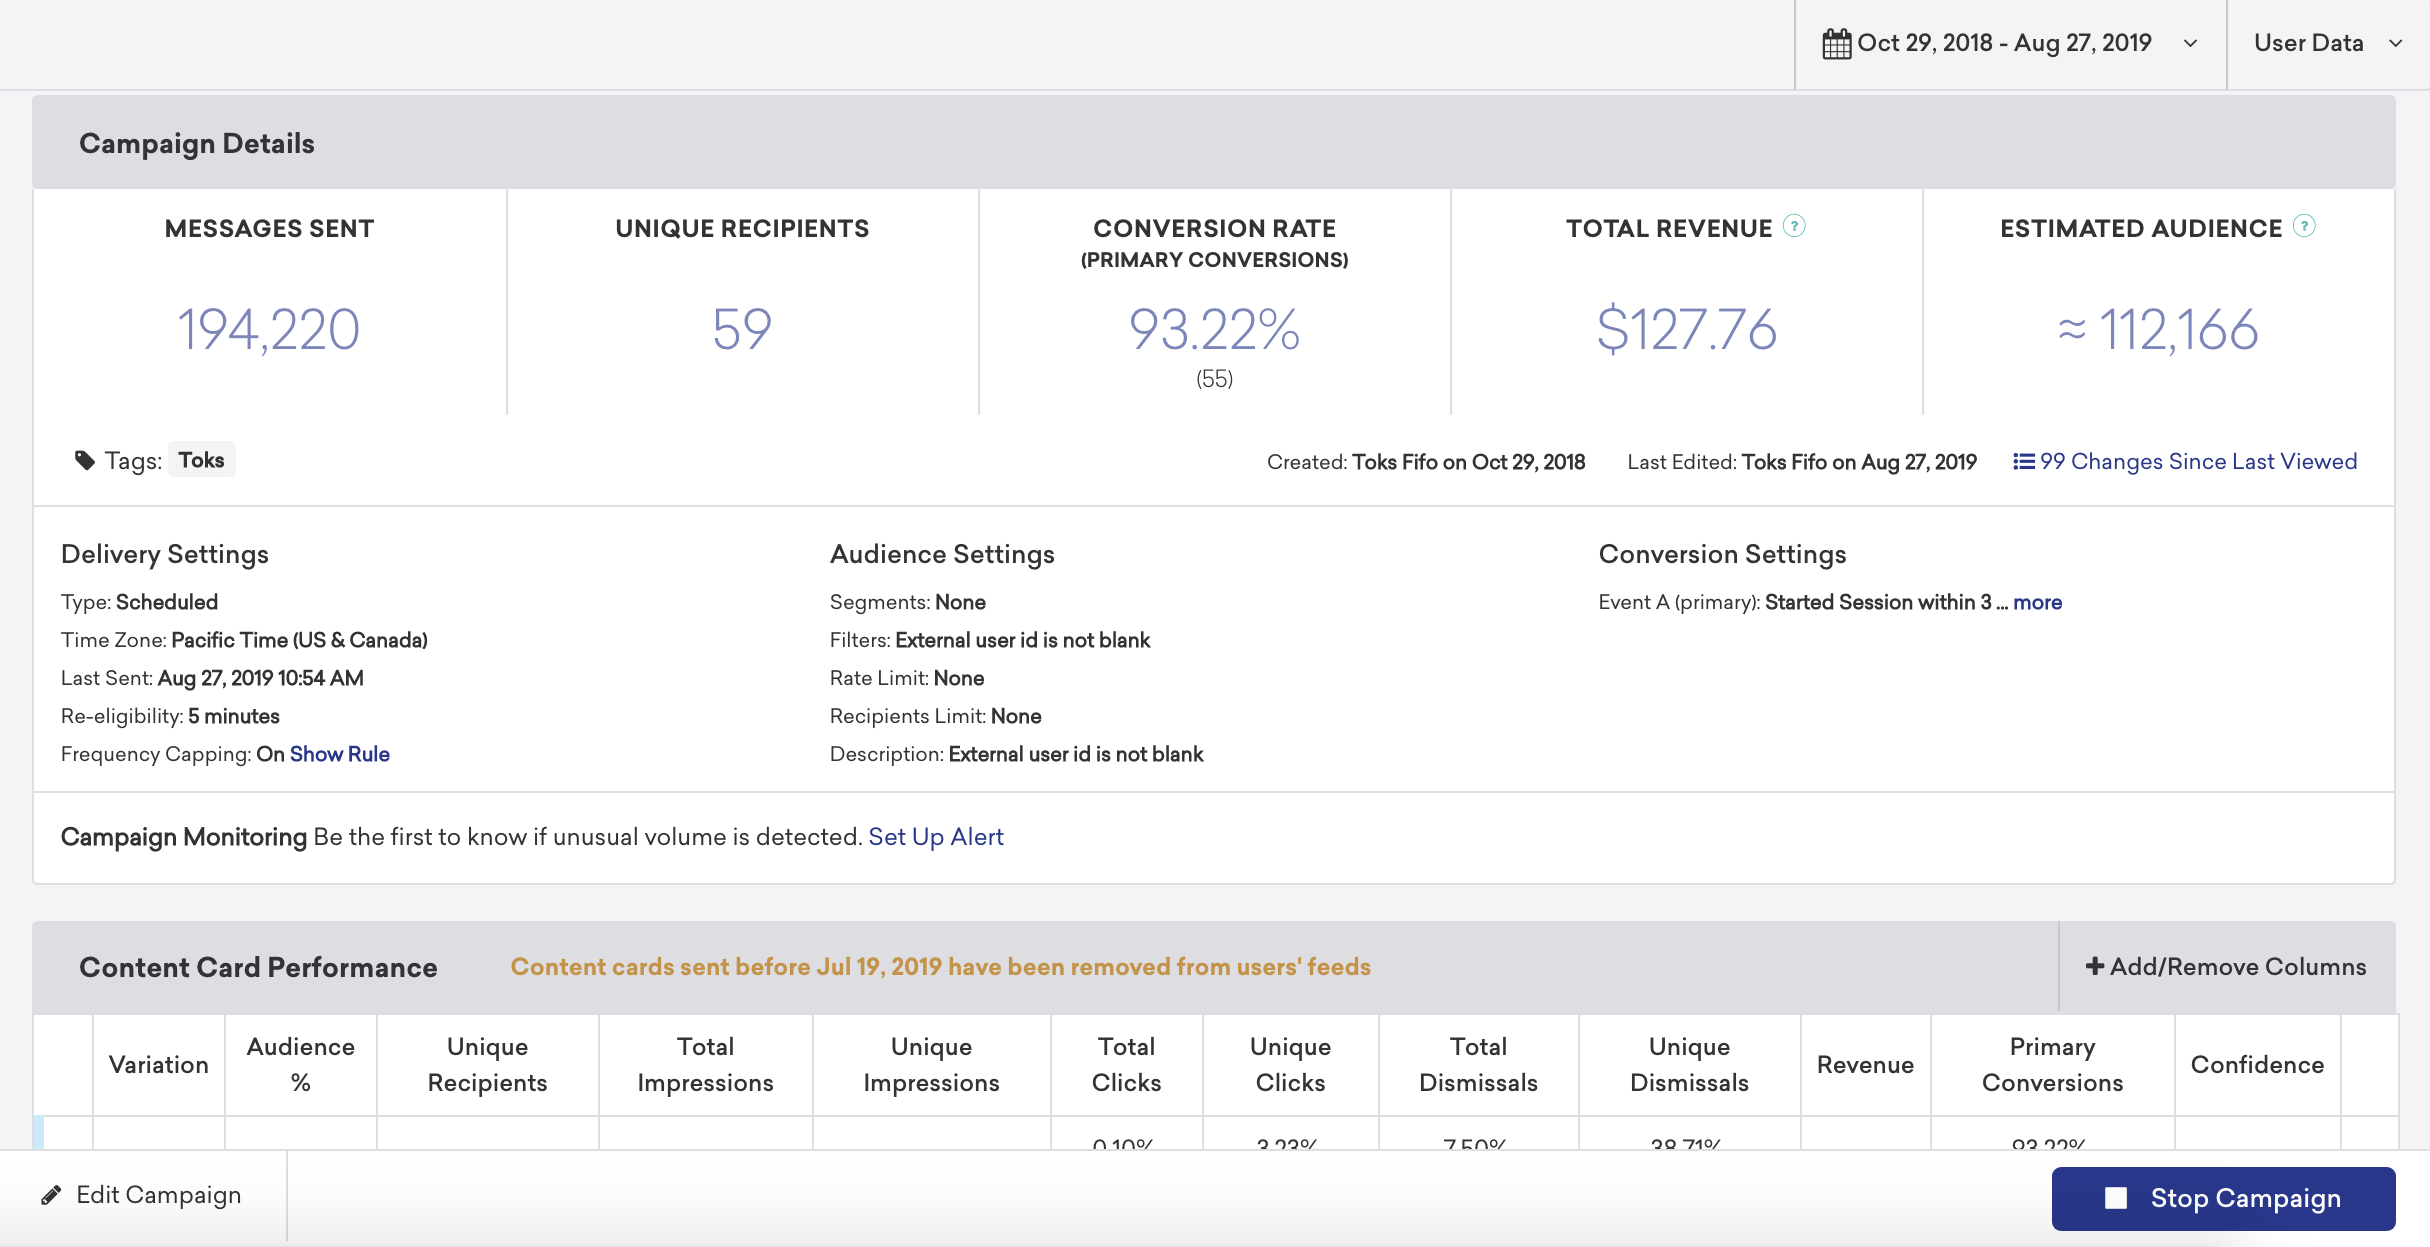 Oct 29, 2018 - Aug 27, 2019
User Data
Campaign Details
MESSAGES SENT
194,220
UNIQUE RECIPIENTS
59
CONVERSION RATE
(PRIMARY CONVERSIONS)
93.22%
(55)
TOTAL REVENUE ?
$127.76
ESTIMATED AUDIENCE ?
≈ 112,166
Tags: Toks
Created: Toks Fifo on Oct 29, 2018
Last Edited: Toks Fifo on Aug 27, 2019
99 Changes Since Last Viewed
Delivery Settings
Type: Scheduled
Time Zone: Pacific Time (US & Canada)
Last Sent: Aug 27, 2019 10:54 AM
Re-eligibility: 5 minutes
Frequency Capping: On Show Rule
Audience Settings
Segments: None
Filters: External user id is not blank
Rate Limit: None
Recipients Limit: None
Description: External user id is not blank
Conversion Settings
Event A (primary): Started Session within 3 ... more
Campaign Monitoring Be the first to know if unusual volume is detected. Set Up Alert
Content Card Performance
Content cards sent before Jul 19, 2019 have been removed from users' feeds
+ Add/Remove Columns
Variation
Audience
%
Unique
Recipients
Total
Impressions
Unique
Impressions
Total
Clicks
Unique
Clicks
Total
Dismissals
Unique
Dismissals
Revenue
Primary
Conversions
Confidence
0.10%
3.23%
7.50%
38.71%
93.22%
Edit Campaign
Stop Campaign